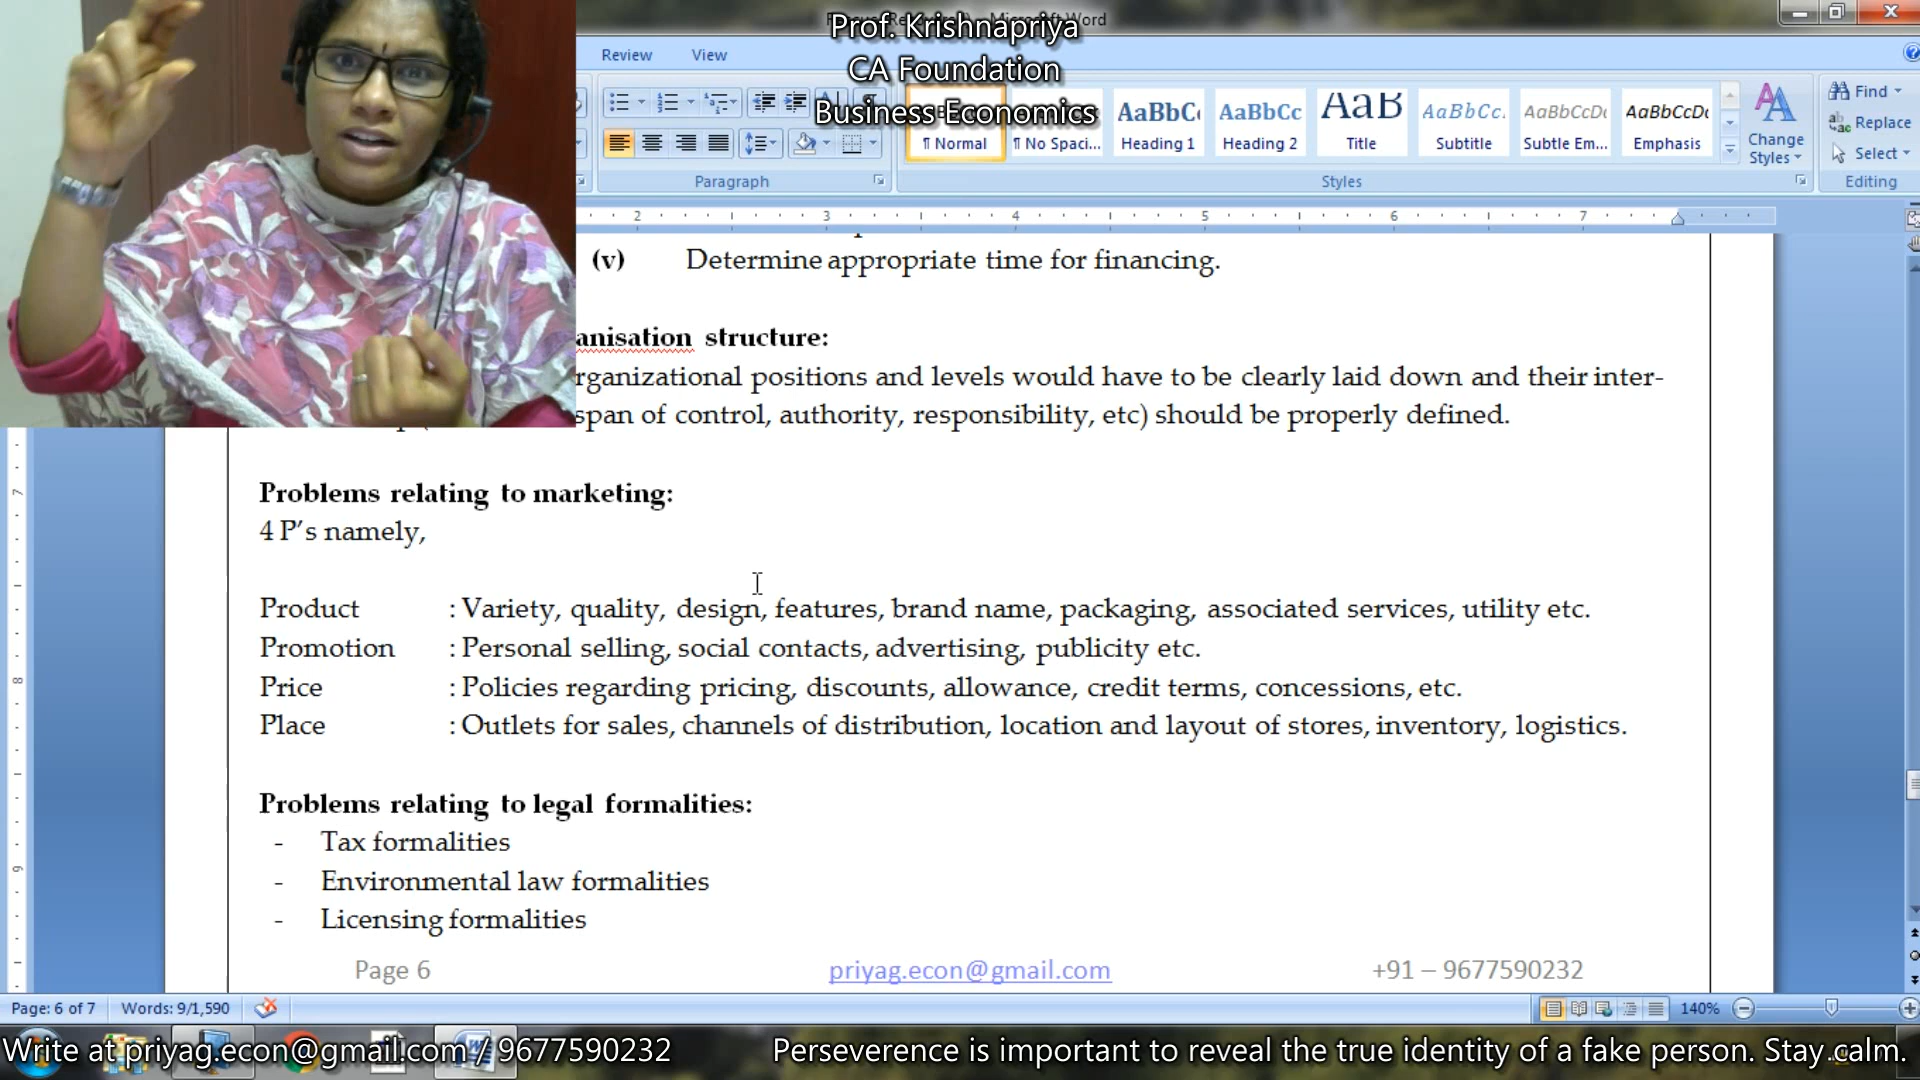 Microsoft Word
Prof. Krishnapriya
CA Foundation
Business Economics
Review View
AaBbC AaBbCc AaB AaBbCc. AaBbCcDc AaBbCcDc
¶ Normal ¶ No Spaci... Heading 1 Heading 2 Title Subtitle Subtle Em... Emphasis
Change
Styles
Find
Replace
Select
Paragraph Styles Editing
2 3 4 5 6 7
(v) Determine appropriate time for financing.
anisation structure:
rganizational positions and levels would have to be clearly laid down and their inter-
span of control, authority, responsibility, etc) should be properly defined.
Problems relating to marketing:
4 P’s namely,
Product : Variety, quality, design, features, brand name, packaging, associated services, utility etc.
Promotion : Personal selling, social contacts, advertising, publicity etc.
Price : Policies regarding pricing, discounts, allowance, credit terms, concessions, etc.
Place : Outlets for sales, channels of distribution, location and layout of stores, inventory, logistics.
Problems relating to legal formalities:
- Tax formalities
- Environmental law formalities
- Licensing formalities
Page 6 priyag.econ@gmail.com +91 – 9677590232
Page: 6 of 7 Words: 9/1,590 140%
Write at priyag.econ@gmail.com / 9677590232 Perseverence is important to reveal the true identity of a fake person. Stay calm.